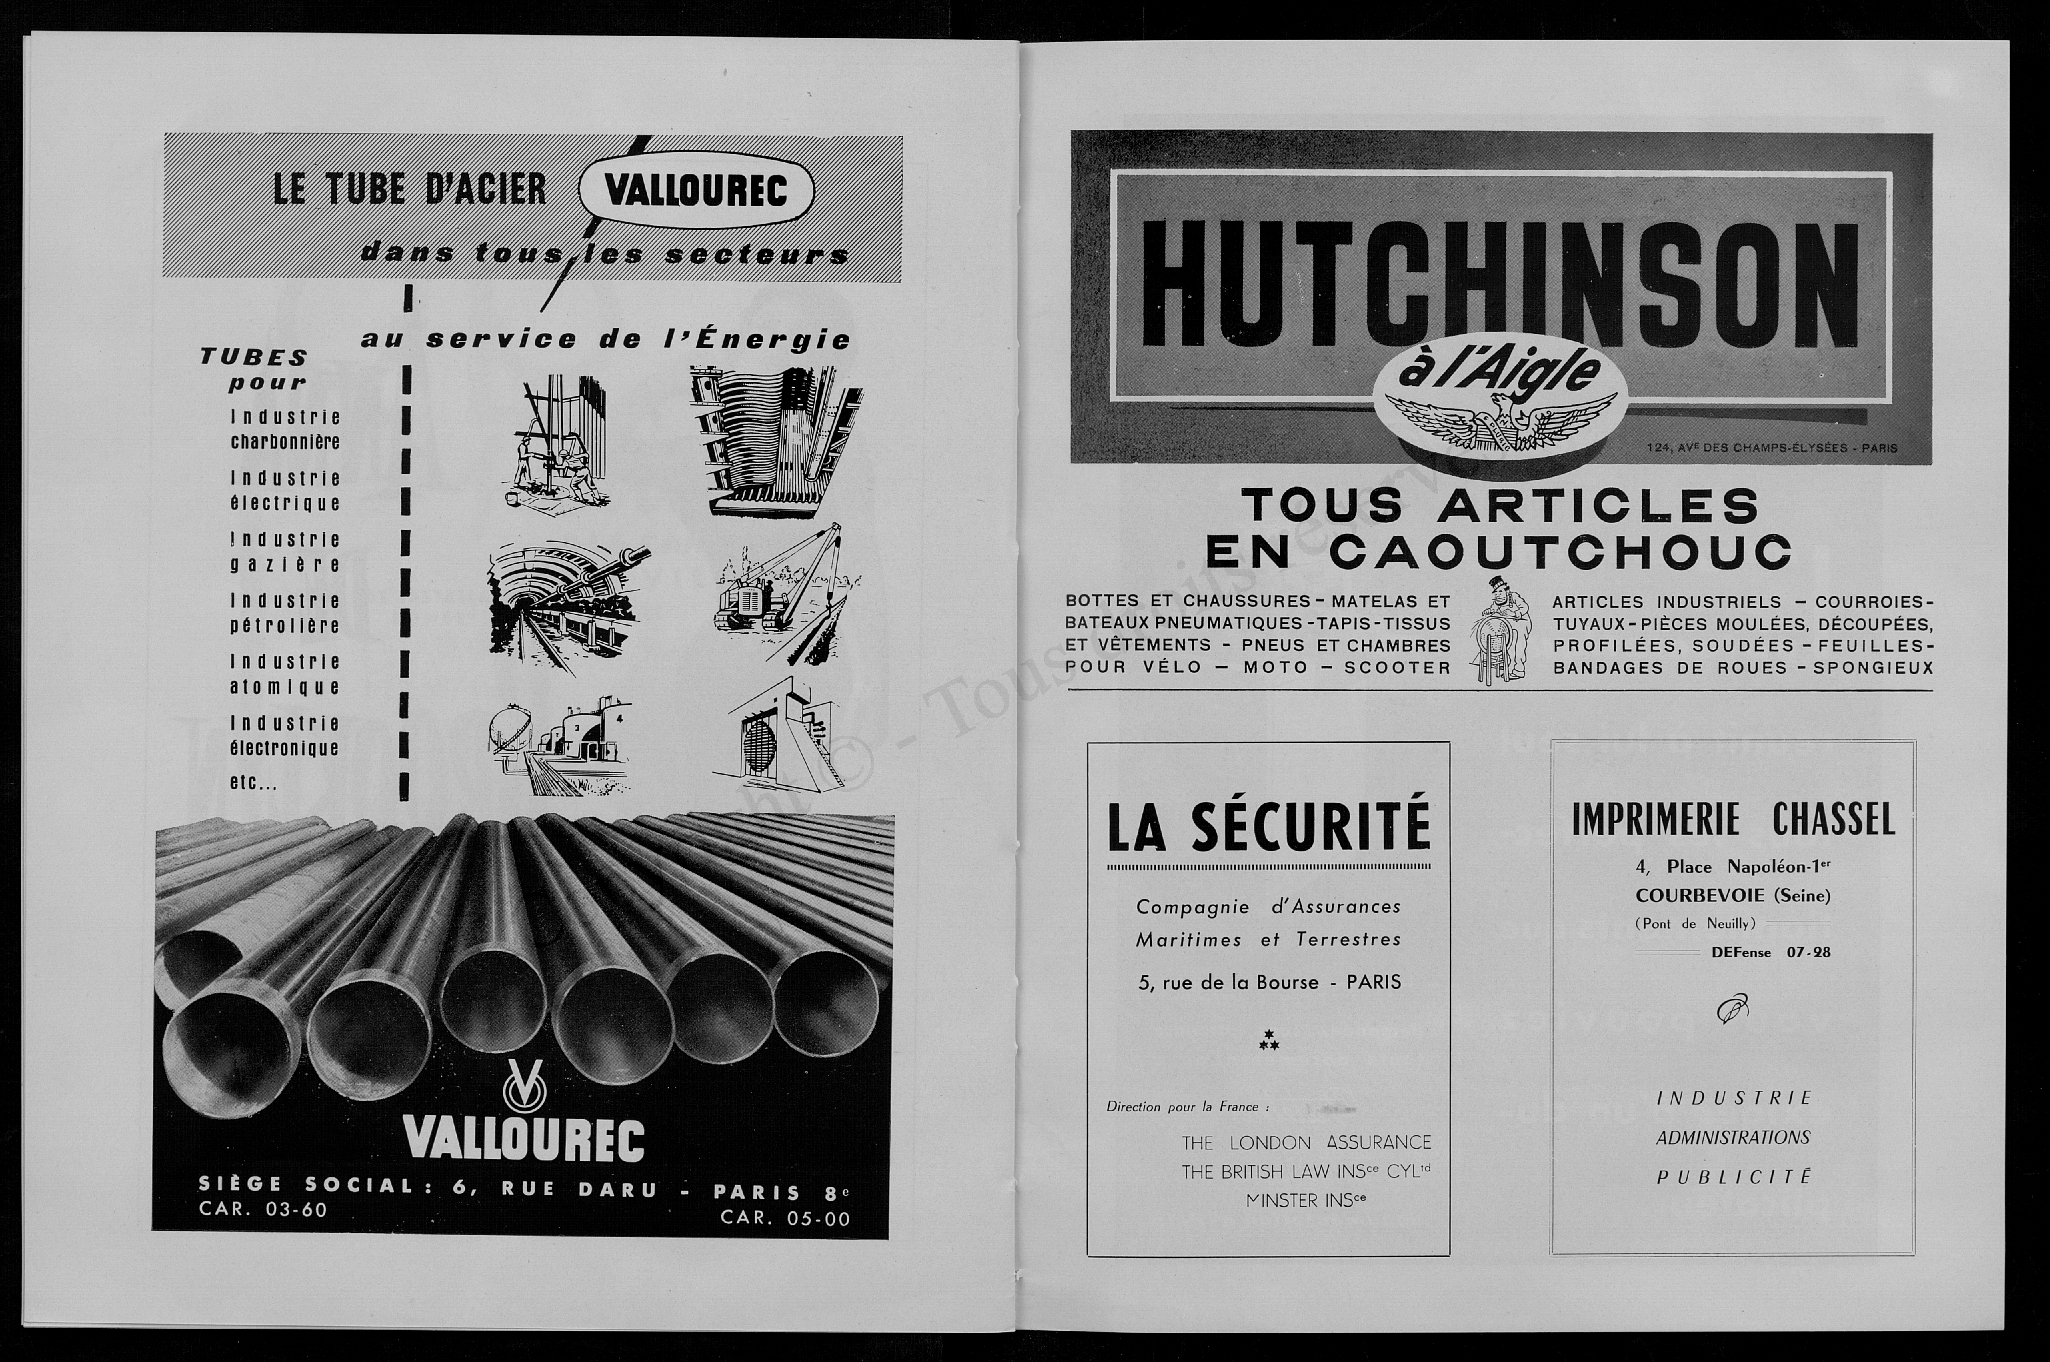 LE TUBE D'ACIER VALLOUREC
dans tous les secteurs
au service de l'Énergie
TUBES
pour
Industrie
charbonnière
Industrie
électrique
Industrie
gazière
Industrie
pétrolière
Industrie
atomique
Industrie
électronique
etc...
3
4
VALLOUREC
SIÈGE SOCIAL : 6, RUE DARU - PARIS 8e
CAR. 03-60
CAR. 05-00
HUTCHINSON
à l'Aigle
124, AVE DES CHAMPS-ÉLYSÉES - PARIS
TOUS ARTICLES
EN CAOUTCHOUC
BOTTES ET CHAUSSURES - MATELAS ET
BATEAUX PNEUMATIQUES - TAPIS - TISSUS
ET VÊTEMENTS - PNEUS ET CHAMBRES
POUR VÉLO - MOTO - SCOOTER
ARTICLES INDUSTRIELS - COURROIES -
TUYAUX - PIÈCES MOULÉES, DÉCOUPÉES,
PROFILÉES, SOUDÉES - FEUILLES -
BANDAGES DE ROUES - SPONGIEUX
LA SÉCURITÉ
Compagnie d'Assurances
Maritimes et Terrestres
5, rue de la Bourse - PARIS
Direction pour la France :
THE LONDON ASSURANCE
THE BRITISH LAW INSce CYLtd
MINSTER INSce
IMPRIMERIE CHASSEL
4, Place Napoléon-1er
COURBEVOIE (Seine)
(Pont de Neuilly)
DEFense 07-28
INDUSTRIE
ADMINISTRATIONS
PUBLICITÉ